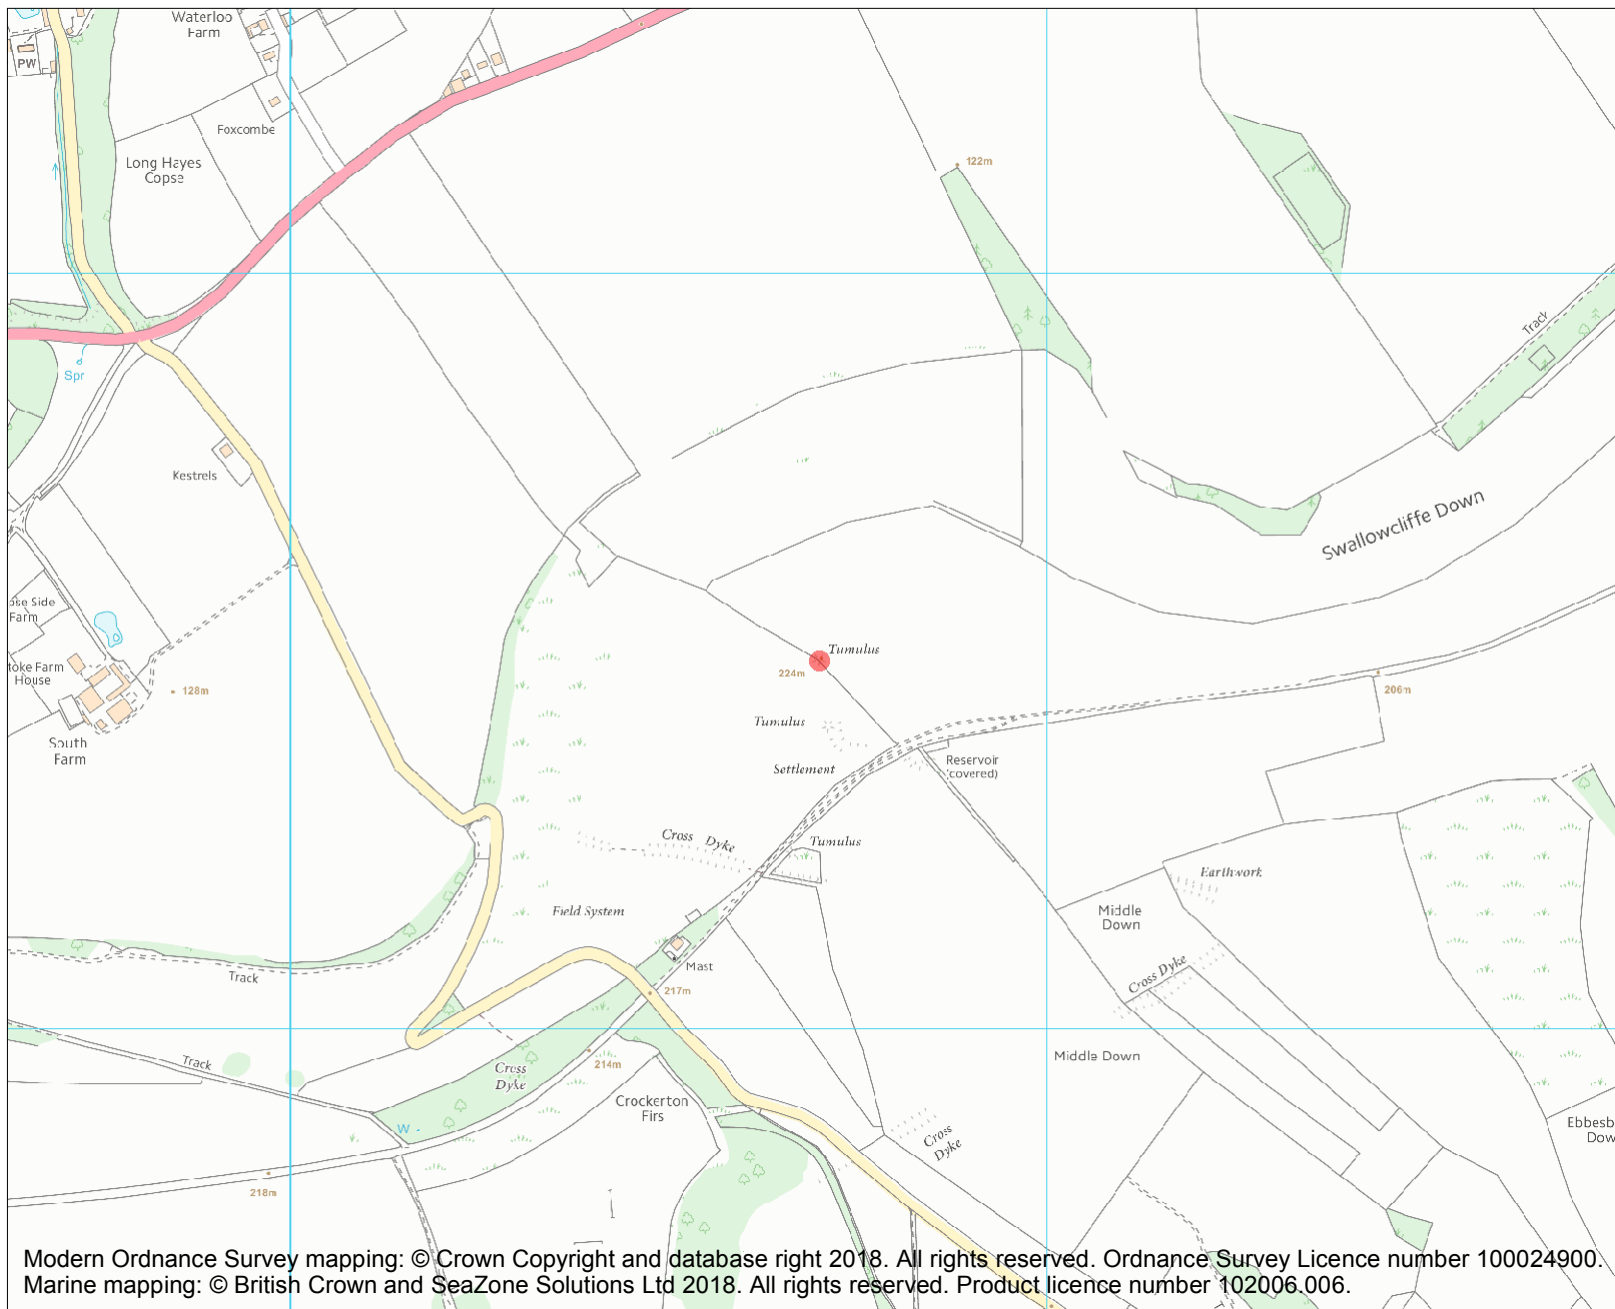 Waterloo
Farm
PW
Foxcombe
Long Hayes
Copse
122m
Track
Spr
Kestrels
Swallowcliffe Down
Farm
House
128m
South
Farm
Tumulus
224m
Tumulus
206m
Settlement
Reservoir
(covered)
Cross Dyke
Tumulus
Earthwork
Field System
Middle
Down
Mast
Track
Cross Dyke
217m
Track
Cross
Dyke
214m
Middle Down
Crockerton
Firs
W
Cross
Dyke
218m
Modern Ordnance Survey mapping: © Crown Copyright and database right 2018. All rights reserved. Ordnance Survey Licence number 100024900.
Marine mapping: © British Crown and SeaZone Solutions Ltd 2018. All rights reserved. Product licence number 102006.006.